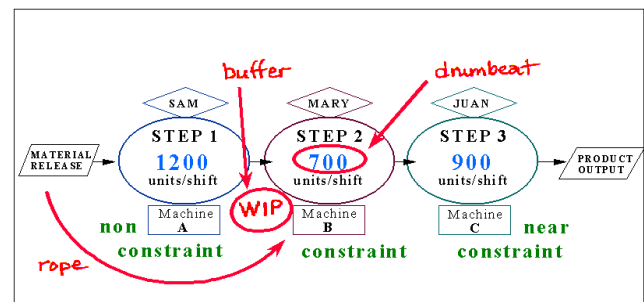 buffer
drumbeat
SAM
MARY
JUAN
STEP 1
STEP 2
STEP 3
MATERIAL
RELEASE
1200
700
900
PRODUCT
OUTPUT
units/shift
units/shift
units/shift
WIP
Machine
A
Machine
B
Machine
C
non
constraint
constraint
near
constraint
rope